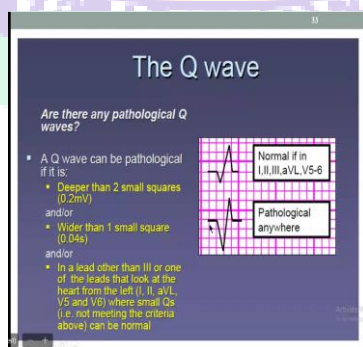 33
The Q wave
Are there any pathological Q
waves?
▪ A Q wave can be pathological
if it is:
▪ Deeper than 2 small squares
(0.2mV)
and/or
▪ Wider than 1 small square
(0.04s)
and/or
▪ In a lead other than III or one
of the leads that look at the
heart from the left (I, II, aVL,
V5 and V6) where small Qs
(i.e. not meeting the criteria
above) can be normal
Normal if in
I,II,III,aVL,V5-6
Pathological
anywhere